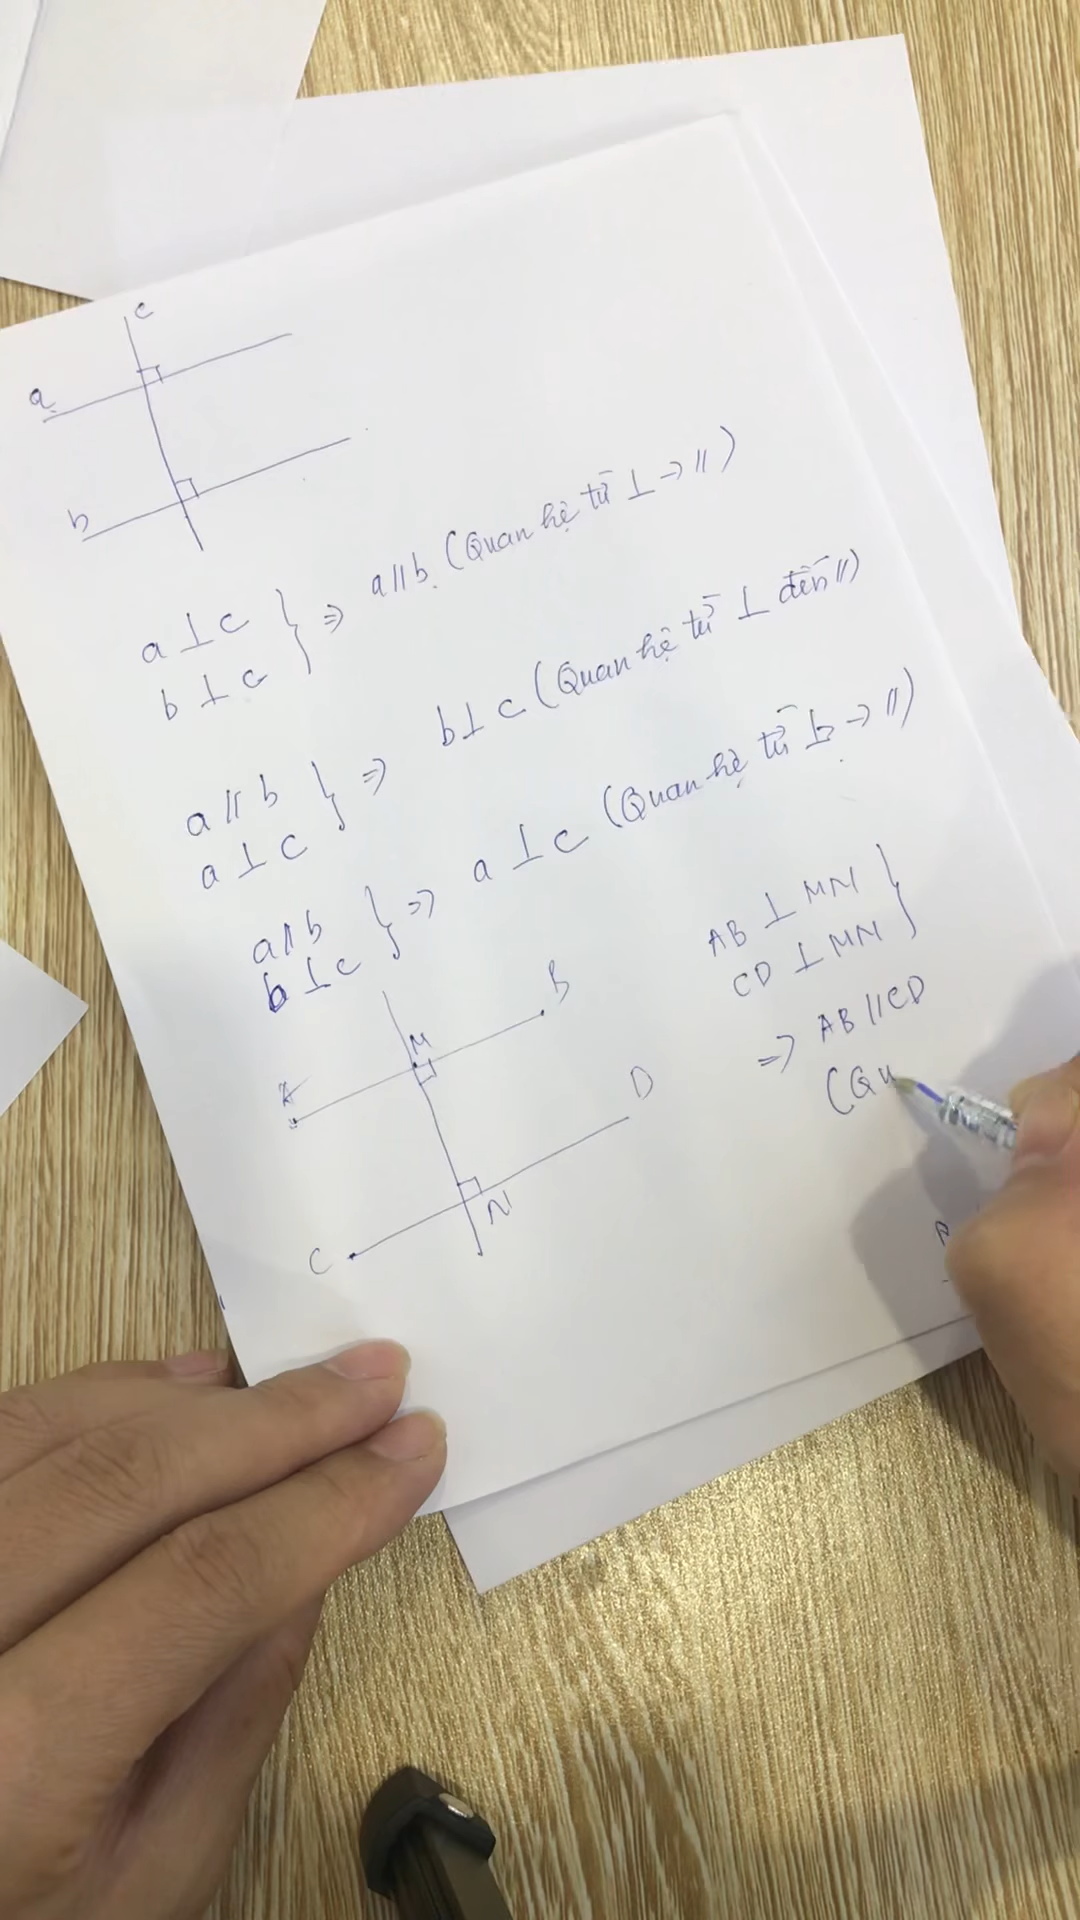 c
a
b
a ⊥ c
b ⊥ c } => a // b. (Quan hệ từ ⊥ -> //)
a // b
a ⊥ c } => b ⊥ c (Quan hệ từ ⊥ đến //)
a // b
b ⊥ c } => a ⊥ c (Quan hệ từ ⊥ -> //)
A M B
C N D
AB ⊥ MN
CD ⊥ MN }
=> AB // CD
(Qu